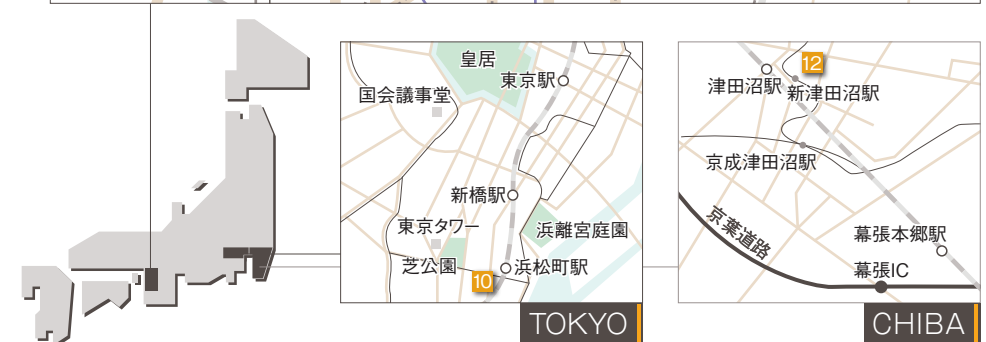 皇居
東京駅
国会議事堂
新橋駅
東京タワー
浜離宮庭園
芝公園
浜松町駅
10
TOKYO
12
津田沼駅
新津田沼駅
京成津田沼駅
京葉道路
幕張本郷駅
幕張IC
CHIBA